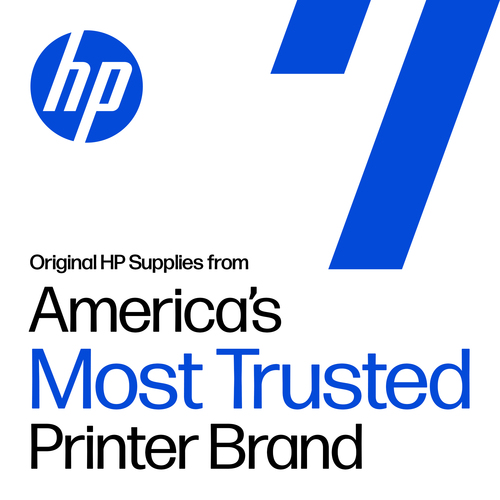 hp
Original HP Supplies from
America's
Most Trusted
Printer Brand